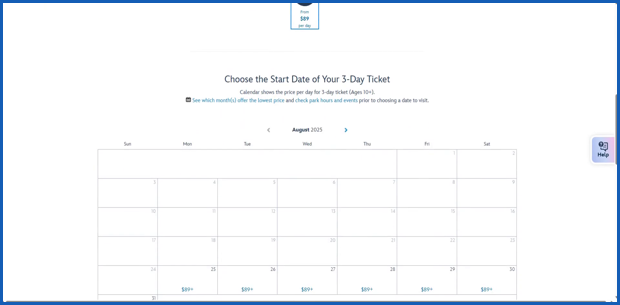 From
$89
per day
Choose the Start Date of Your 3-Day Ticket
Calendar shows the price per day for 3-day ticket (Ages 10+).
See which month(s) offer the lowest price and check park hours and events prior to choosing a date to visit.
August 2025
Sun Mon Tue Wed Thu Fri Sat
1 2
3 4 5 6 7 8 9
10 11 12 13 14 15 16
17 18 19 20 21 22 23
24 25 26 27 28 29 30
$89+ $89+ $89+ $89+ $89+ $89+
31
Help